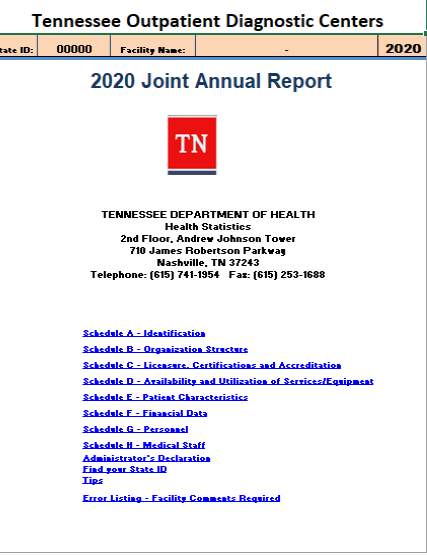 Tennessee Outpatient Diagnostic Centers
tate ID: 00000 Facility Name: - 2020
2020 Joint Annual Report
TN
TENNESSEE DEPARTMENT OF HEALTH
Health Statistics
2nd Floor, Andrew Johnson Tower
710 James Robertson Parkway
Nashville, TN 37243
Telephone: (615) 741-1954 Fax: (615) 253-1688
Schedule A - Identification
Schedule B - Organization Structure
Schedule C - Licensure, Certifications and Accreditation
Schedule D - Availability and Utilization of Services/Equipment
Schedule E - Patient Characteristics
Schedule F - Financial Data
Schedule G - Personnel
Schedule H - Medical Staff
Administrator's Declaration
Find your State ID
Tips
Error Listing - Facility Comments Required